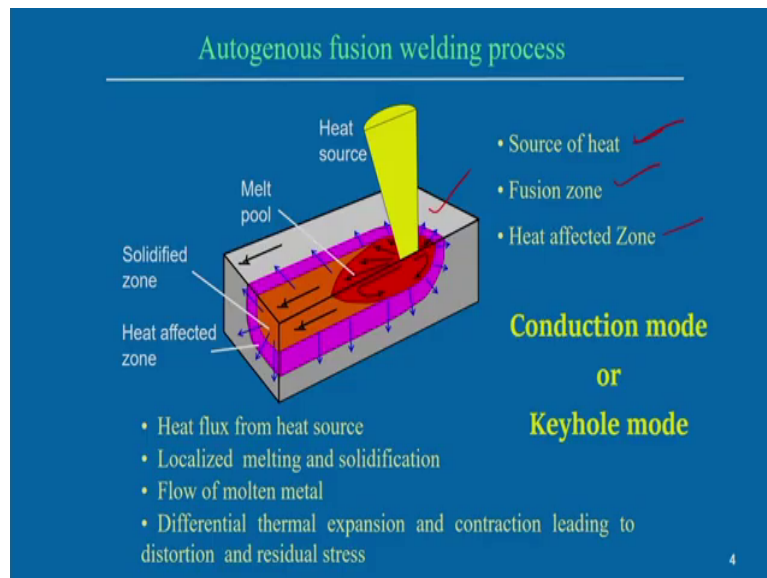 Autogenous fusion welding process
Heat
source
Melt
pool
Solidified
zone
Heat affected
zone
• Source of heat
• Fusion zone
• Heat affected Zone
Conduction mode
or
Keyhole mode
• Heat flux from heat source
• Localized melting and solidification
• Flow of molten metal
• Differential thermal expansion and contraction leading to
distortion and residual stress
4